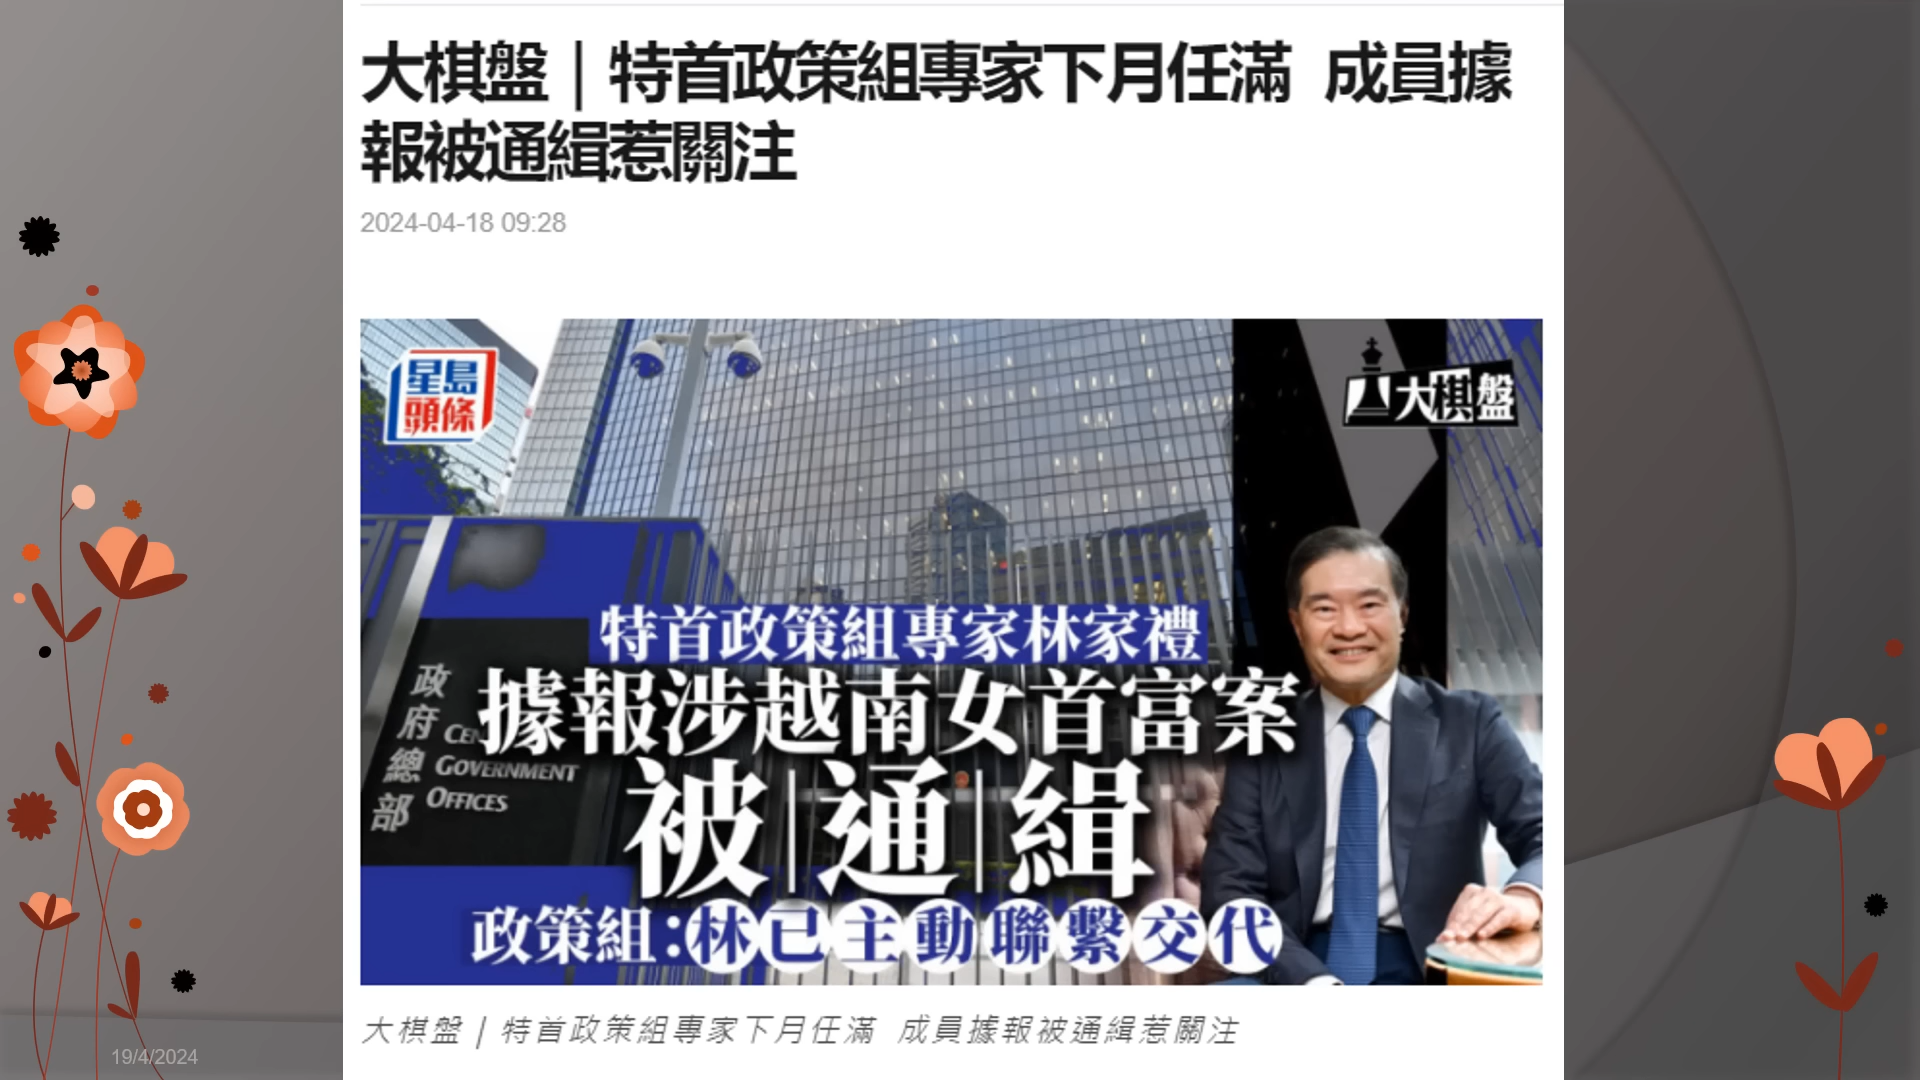 大棋盤｜特首政策組專家下月任滿 成員據
報被通緝惹關注
2024-04-18 09:28
星島
頭條
大棋盤
特首政策組專家林家禮
據報涉越南女首富案
被|通|緝
政策組:林已主動聯繫交代
政府總部
CEN
GOVERNMENT
OFFICES
大棋盤｜特首政策組專家下月任滿 成員據報被通緝惹關注
19/4/2024